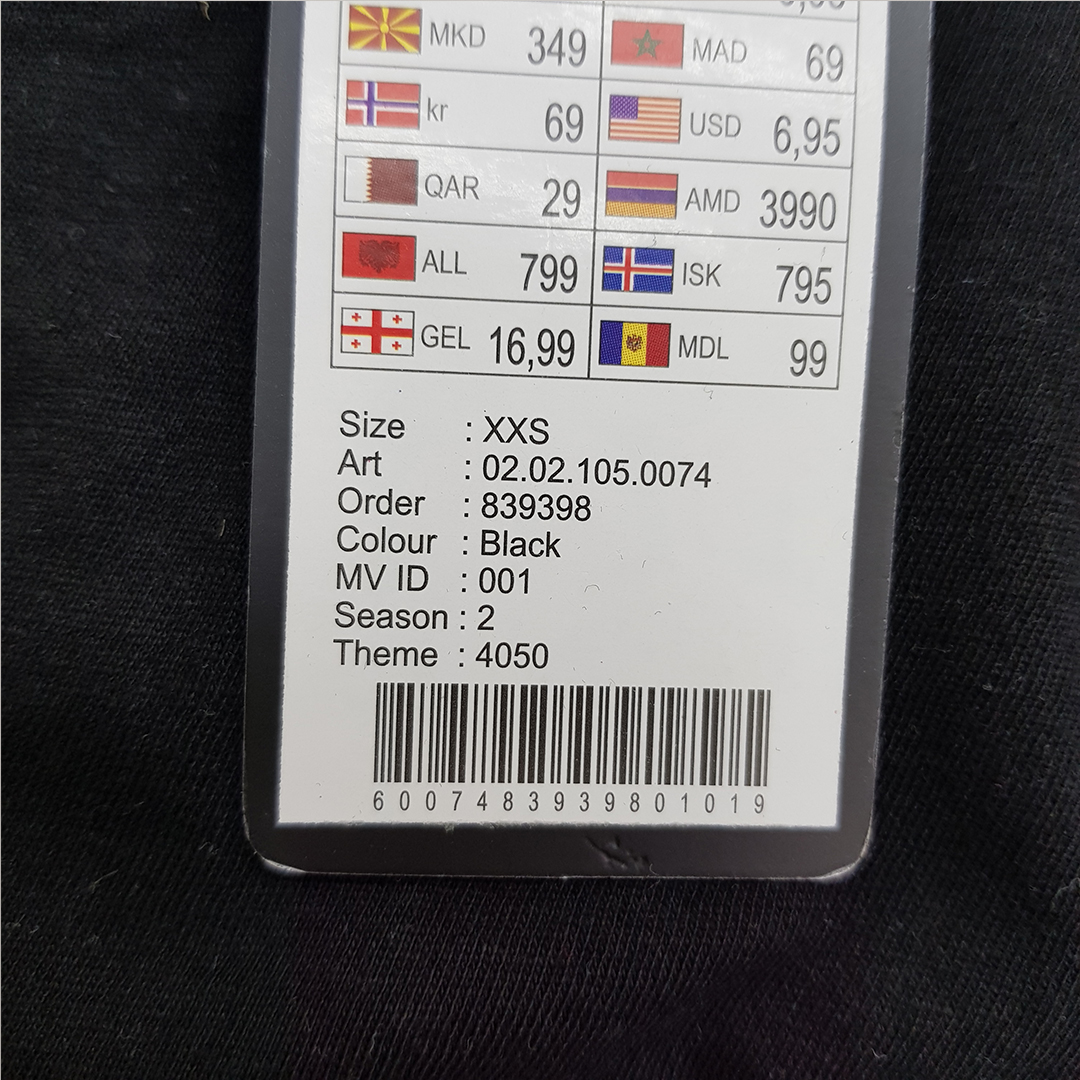 MKD 349 MAD 69
kr 69 USD 6,95
QAR 29 AMD 3990
ALL 799 ISK 795
GEL 16,99 MDL 99
Size : XXS
Art : 02.02.105.0074
Order : 839398
Colour : Black
MV ID : 001
Season : 2
Theme : 4050
6007483939801019